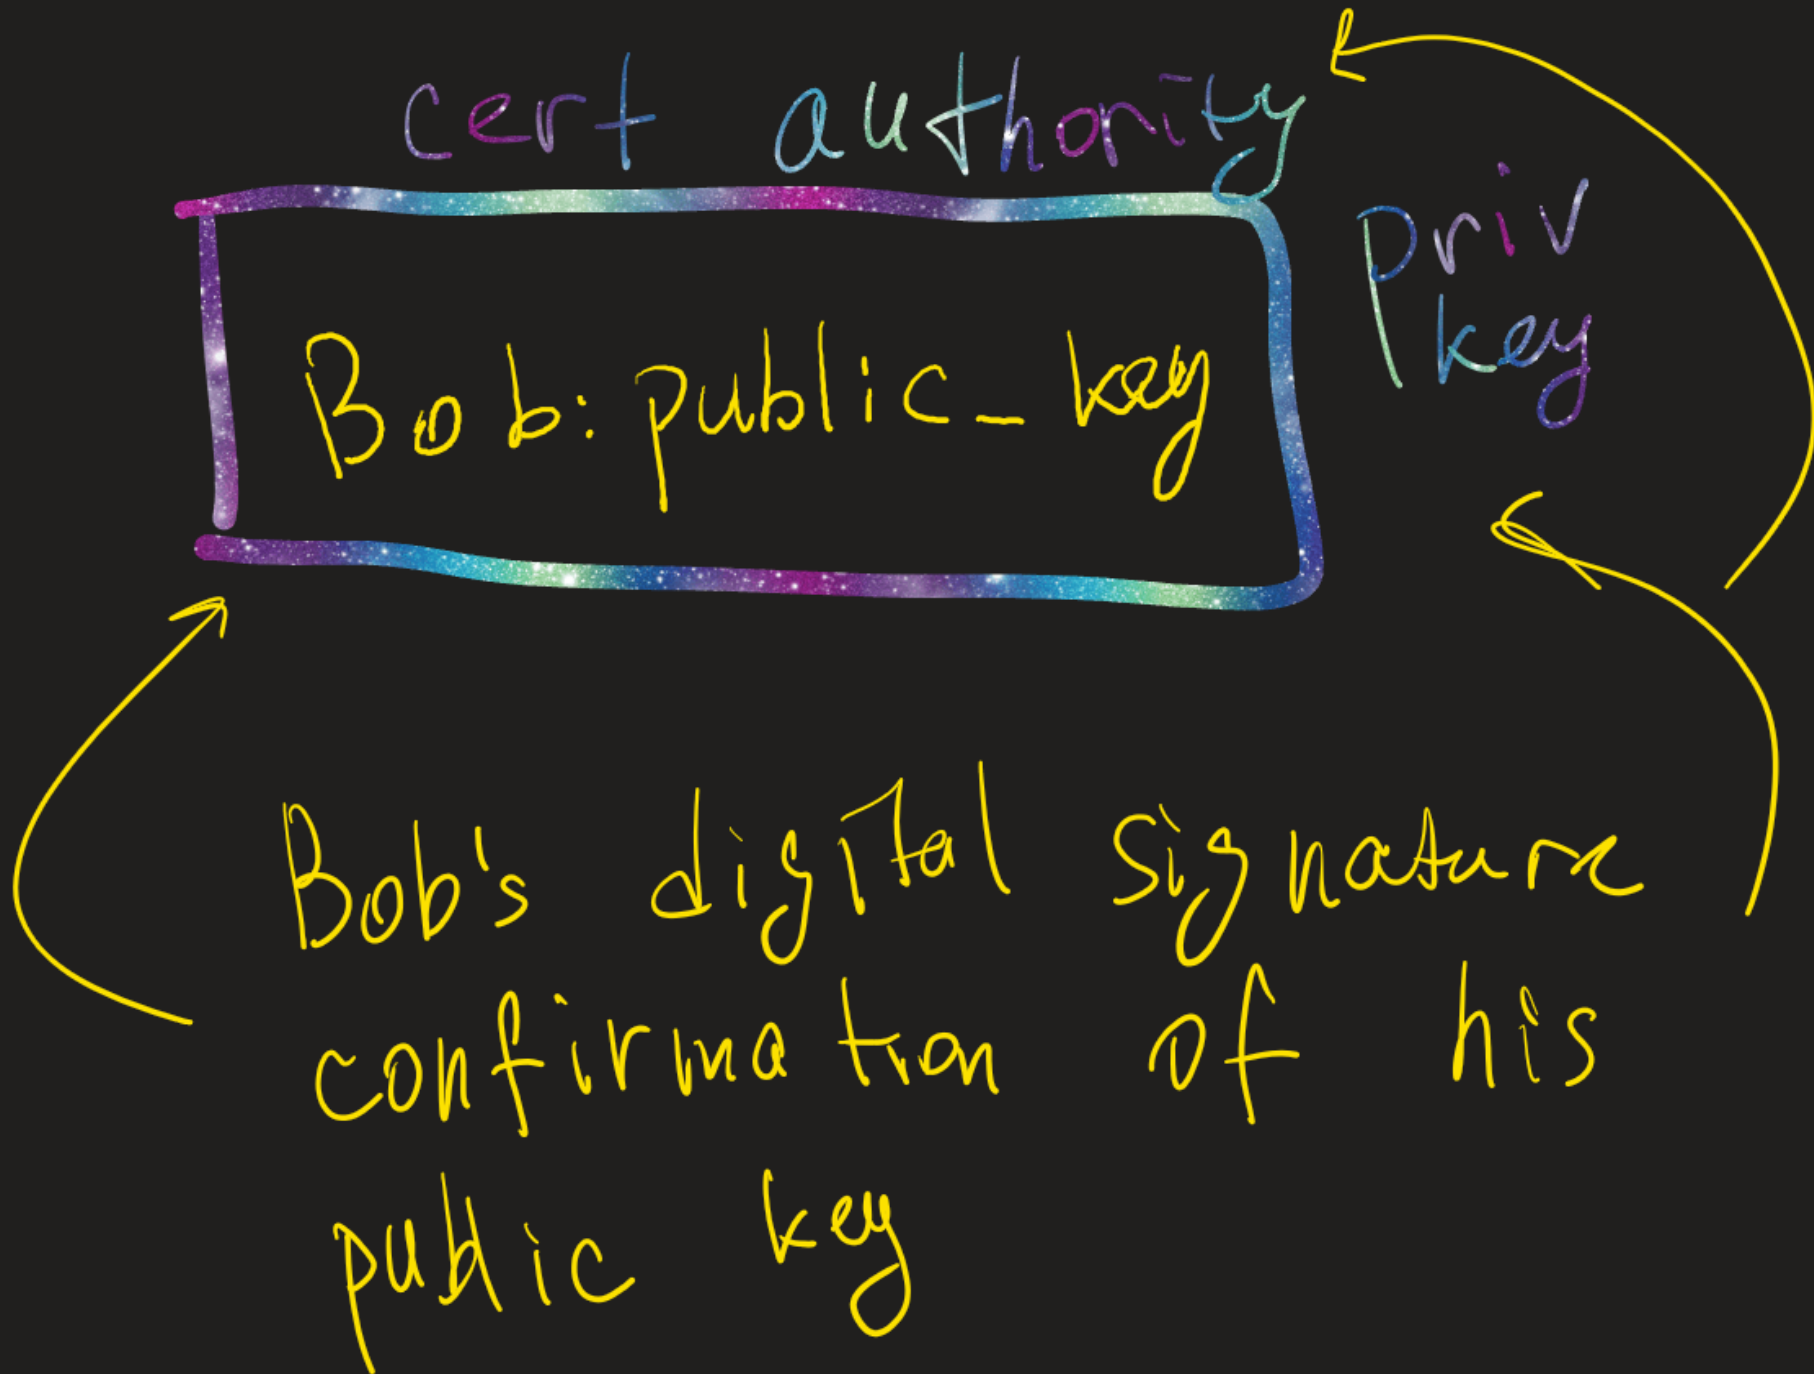 cert authority
priv
key
Bob: public_key
Bob's digital signature
confirmation of his
public key